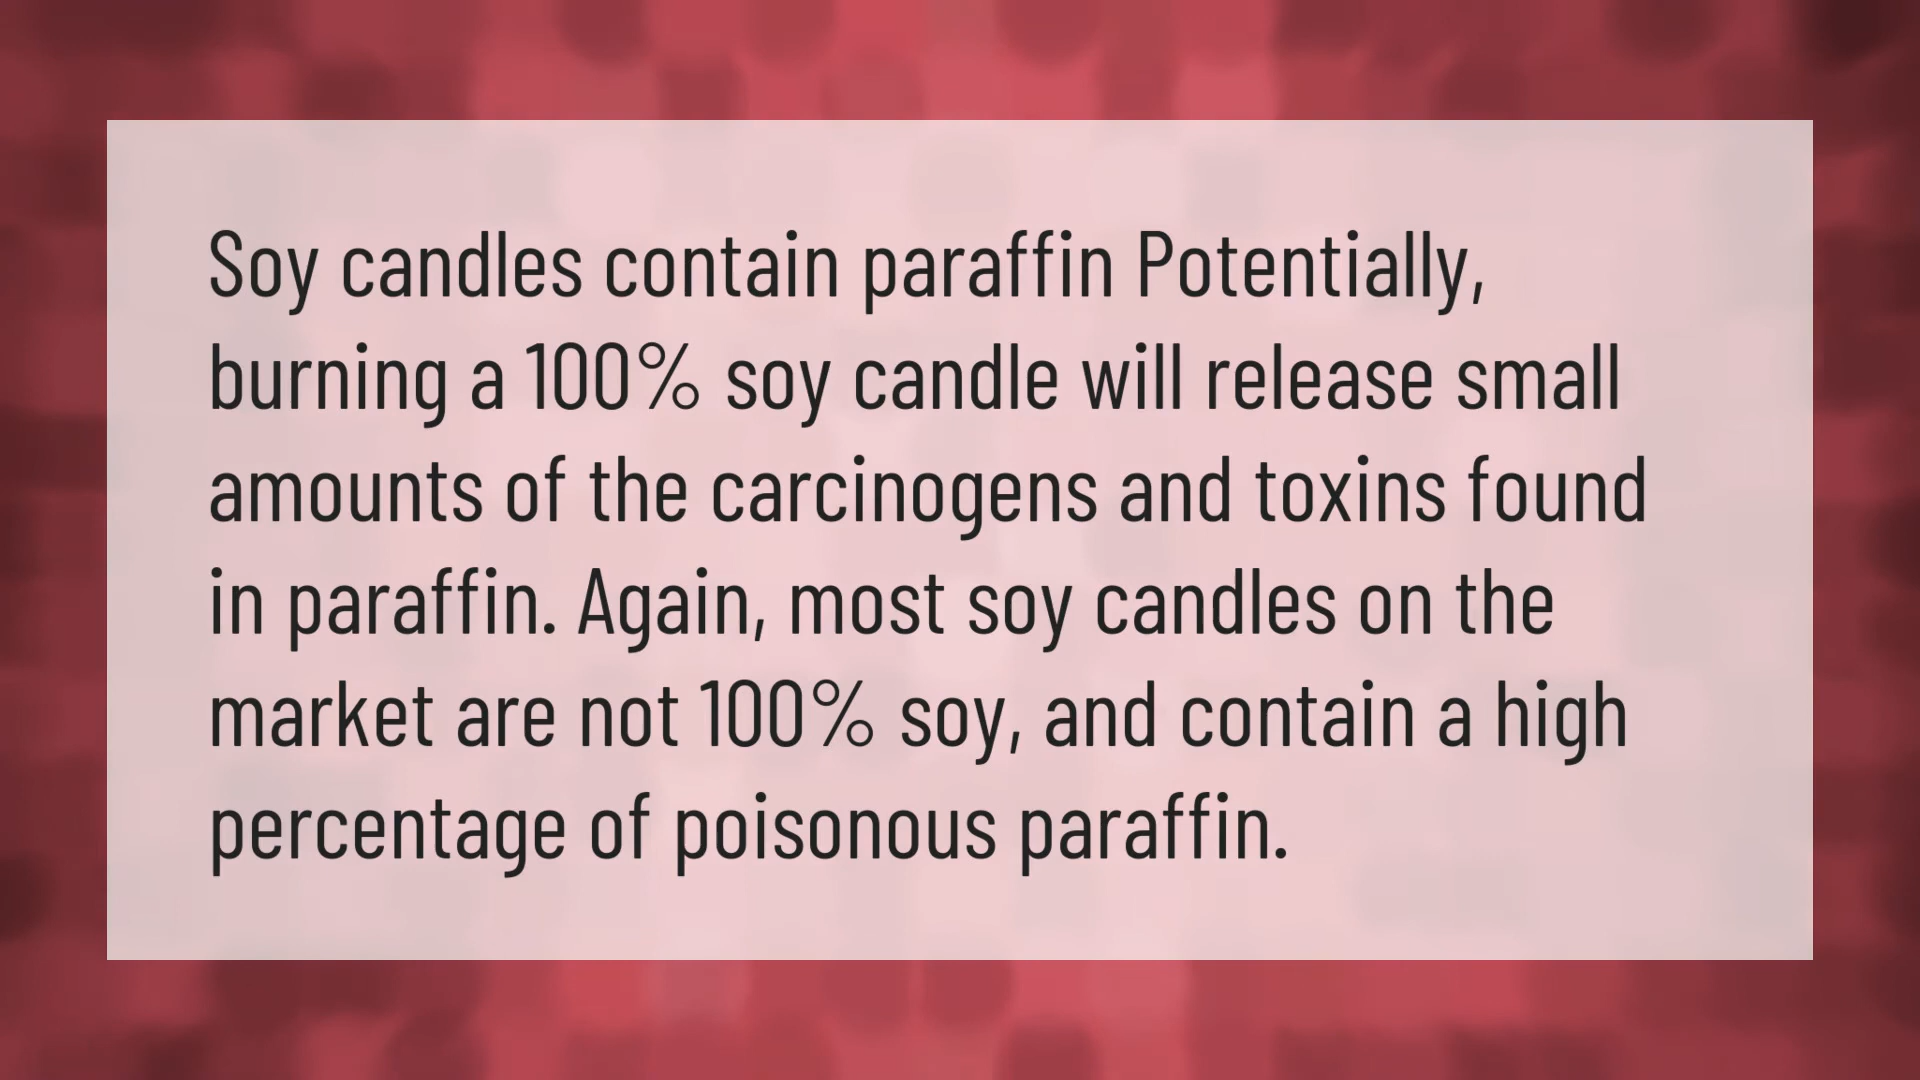 Soy candles contain paraffin Potentially,
burning a 100% soy candle will release small
amounts of the carcinogens and toxins found
in paraffin. Again, most soy candles on the
market are not 100% soy, and contain a high
percentage of poisonous paraffin.